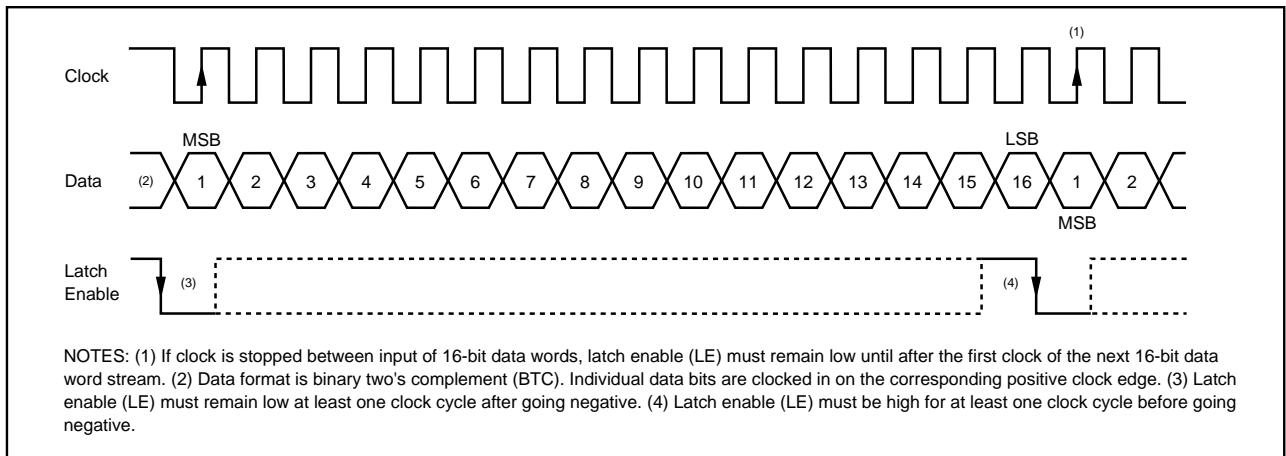 (1)
Clock
MSB
LSB
Data
(2)
1
2
3
4
5
6
7
8
9
10
11
12
13
14
15
16
1
2
MSB
Latch
Enable
(3)
(4)
NOTES: (1) If clock is stopped between input of 16-bit data words, latch enable (LE) must remain low until after the first clock of the next 16-bit data
word stream. (2) Data format is binary two's complement (BTC). Individual data bits are clocked in on the corresponding positive clock edge. (3) Latch
enable (LE) must remain low at least one clock cycle after going negative. (4) Latch enable (LE) must be high for at least one clock cycle before going
negative.